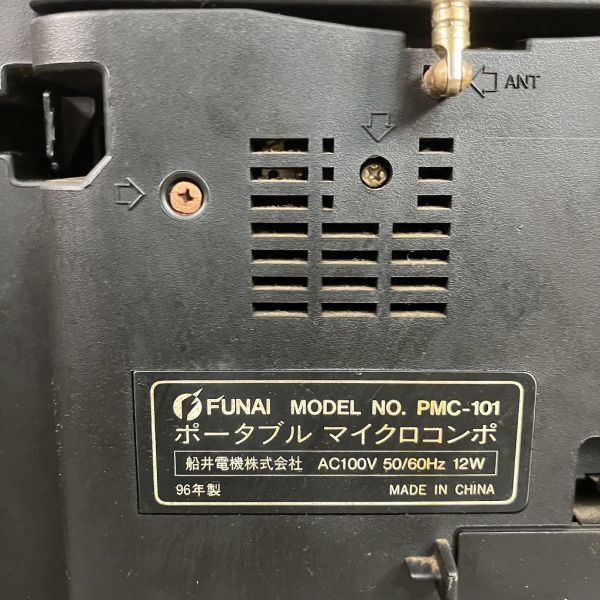 ANT
FUNAI MODEL NO. PMC-101
ポータブル マイクロコンポ
船井電機株式会社 AC100V 50/60Hz 12W
96年製 MADE IN CHINA